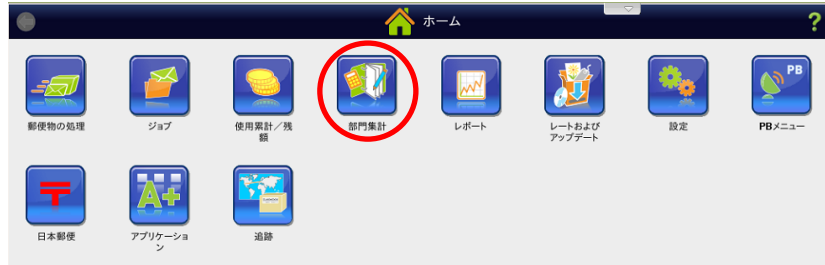 ホーム
?
PB
郵便物の処理
ジョブ
使用累計／残
額
部門集計
レポート
レートおよび
アップデート
設定
PBメニュー
〒
A+
日本郵便
アプリケーショ
ン
追跡